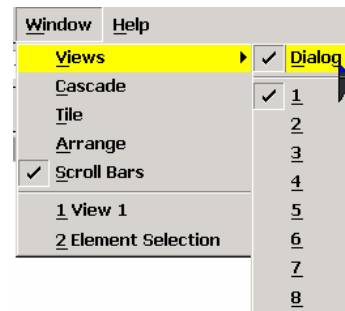 Window Help
Views Dialog
Cascade 1
Tile 2
Arrange 3
Scroll Bars 4
1 View 1 5
2 Element Selection 6
7
8